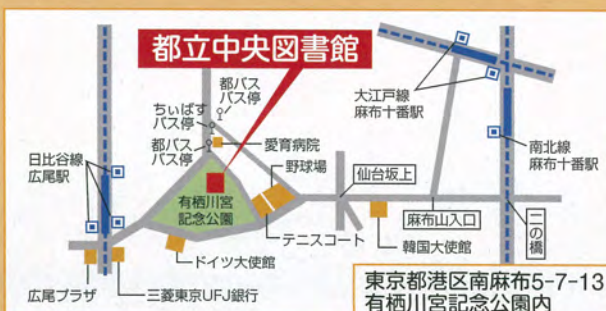 都立中央図書館
都バス
バス停
ちぃばす
バス停
都バス
バス停
愛育病院
野球場
大江戸線
麻布十番駅
南北線
麻布十番駅
日比谷線
広尾駅
有栖川宮
記念公園
仙台坂上
麻布山入口
二の橋
テニスコート
韓国大使館
ドイツ大使館
広尾プラザ
三菱東京UFJ銀行
東京都港区南麻布5-7-13
有栖川宮記念公園内